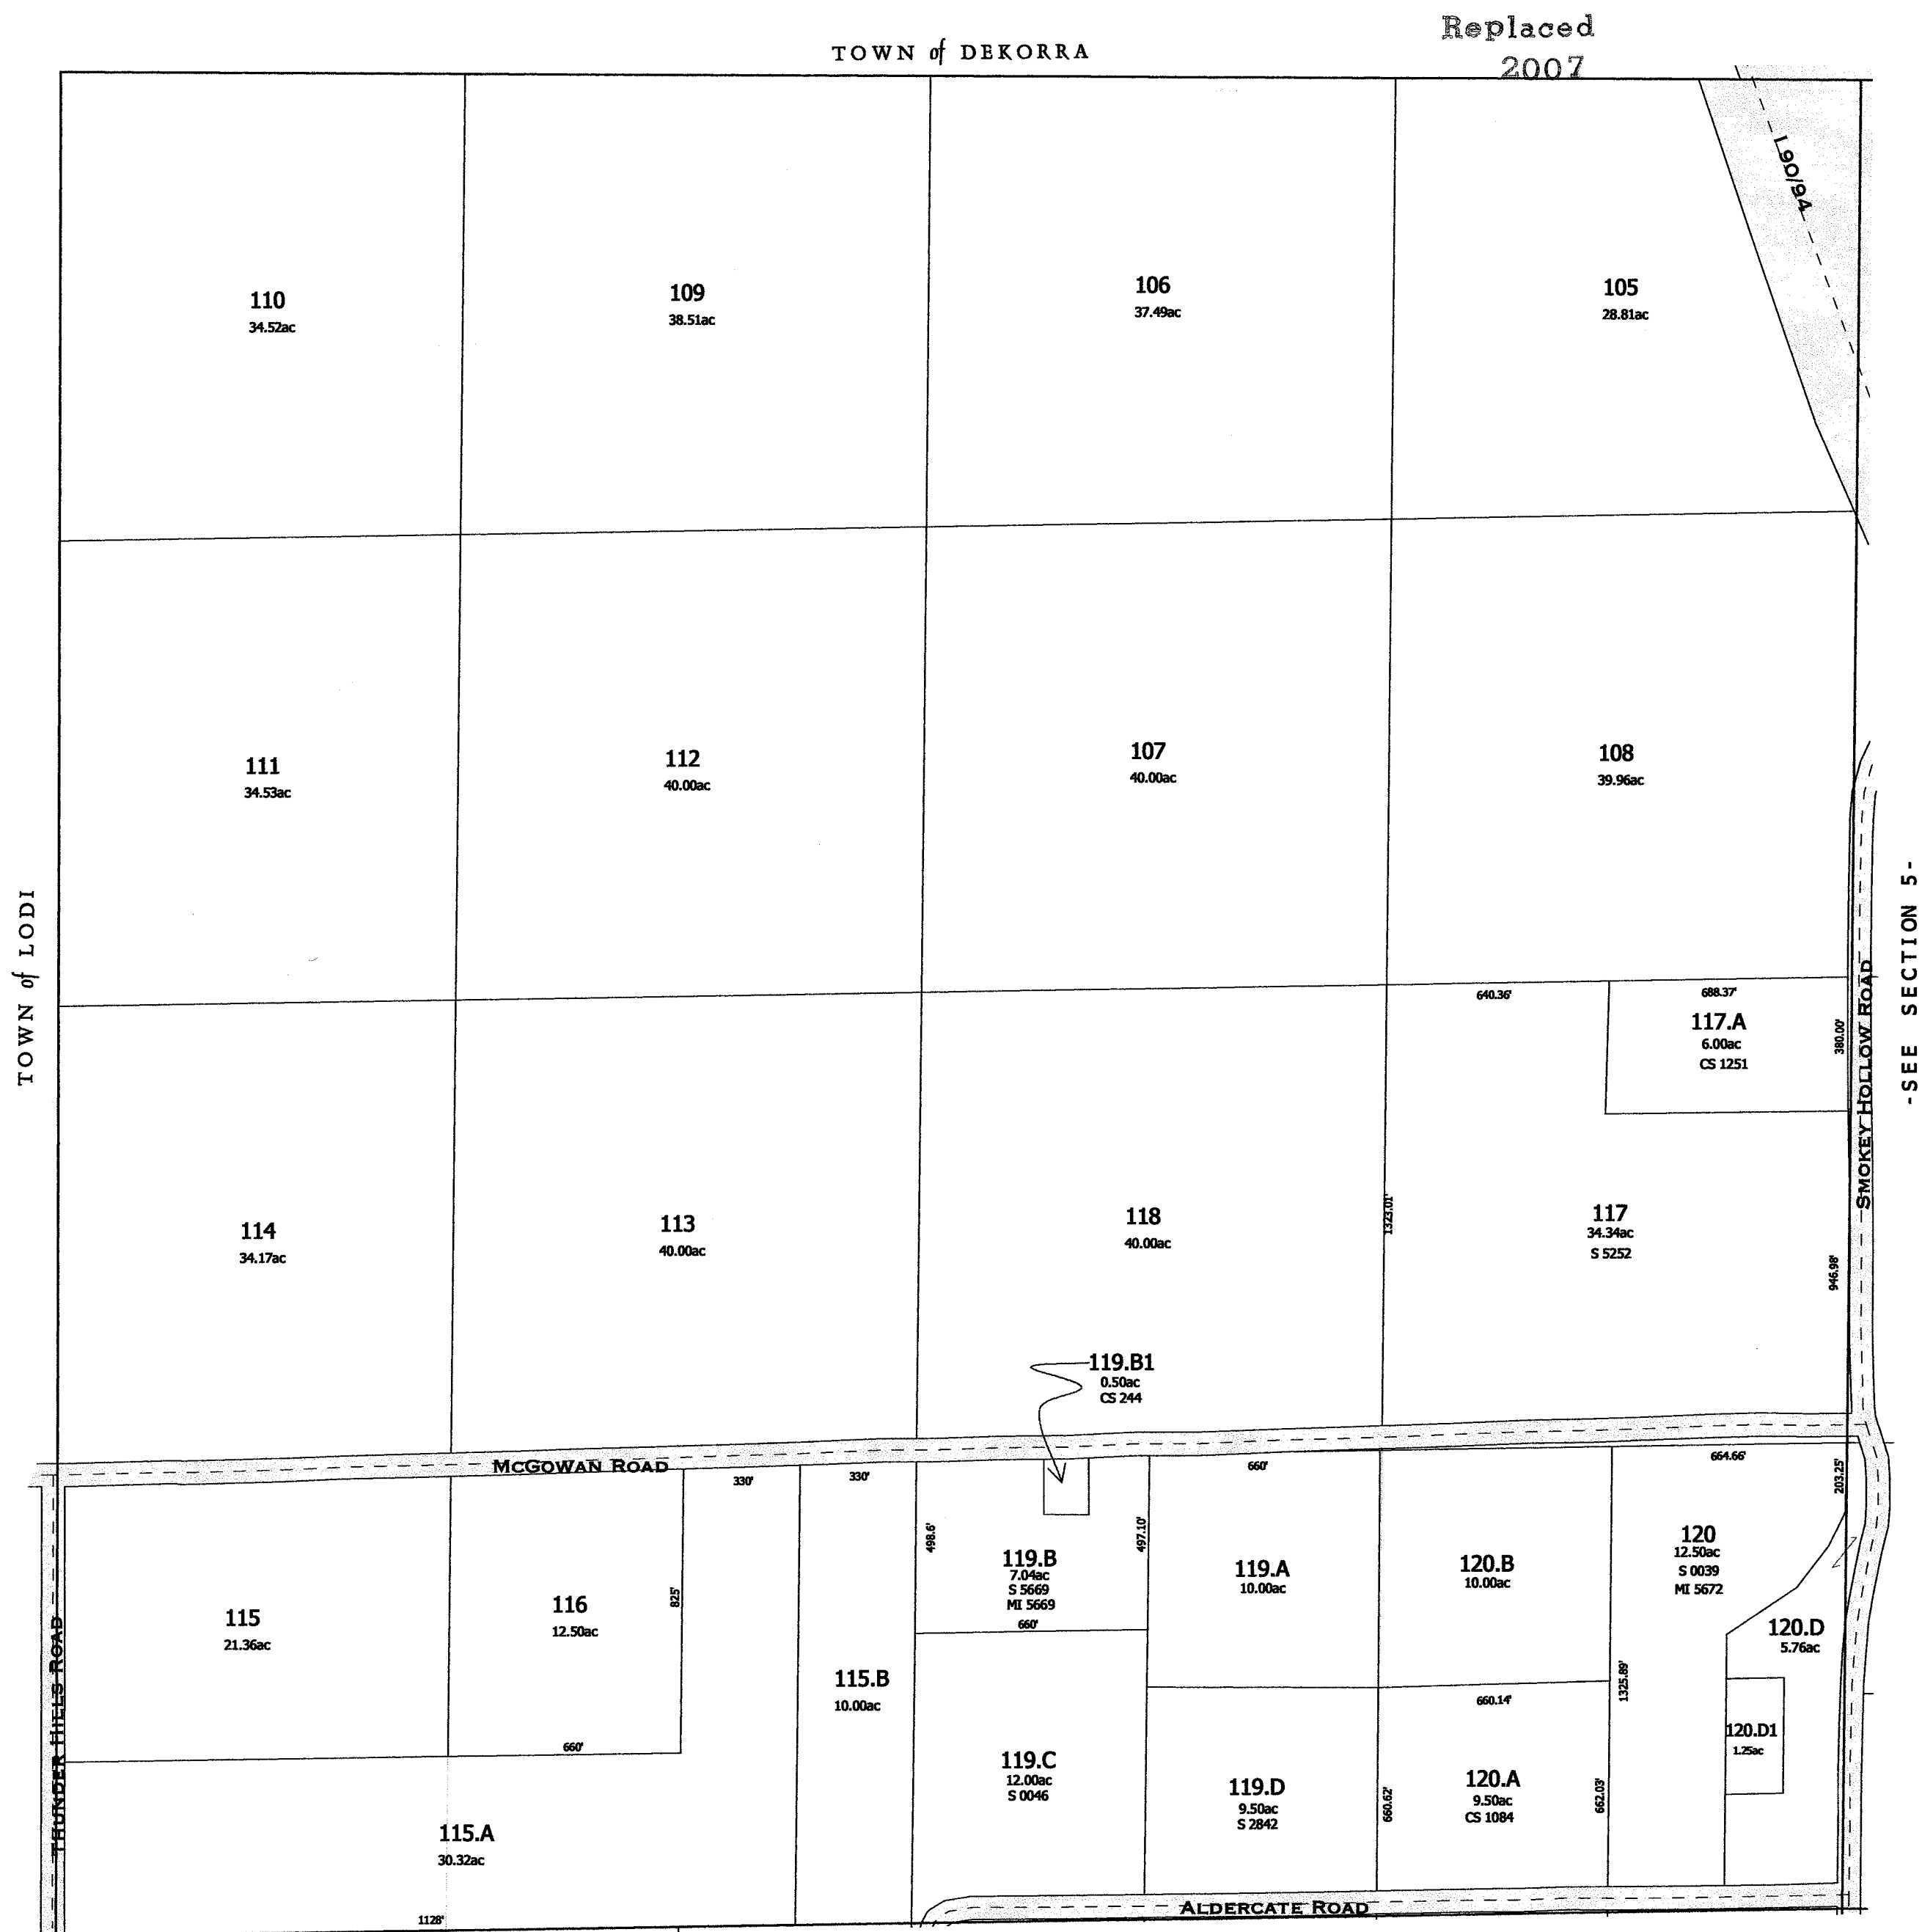 Replaced
2007
TOWN of DEKORRA
I 90/94
110
34.52ac
109
38.51ac
106
37.49ac
105
28.81ac
111
34.53ac
112
40.00ac
107
40.00ac
108
39.96ac
TOWN of LODI
-SEE SECTION 5-
SMOKEY HOLLOW ROAD
640.36'
688.37'
117.A
6.00ac
CS 1251
380.00'
114
34.17ac
113
40.00ac
118
40.00ac
1323.01'
117
34.34ac
S 5252
946.98'
119.B1
0.50ac
CS 244
MCGOWAN ROAD
330'
330'
660'
664.66'
203.25'
498.6'
497.10'
115
21.36ac
116
12.50ac
825'
660'
115.B
10.00ac
119.B
7.04ac
S 5669
MI 5669
660'
119.A
10.00ac
120.B
10.00ac
120
12.50ac
S 0039
MI 5672
120.D
5.76ac
1325.89'
660.14'
120.D1
1.25ac
THUNDER HILLS ROAD
115.A
30.32ac
119.C
12.00ac
S 0046
119.D
9.50ac
S 2842
660.62'
120.A
9.50ac
CS 1084
662.03'
1128'
ALDERCATE ROAD